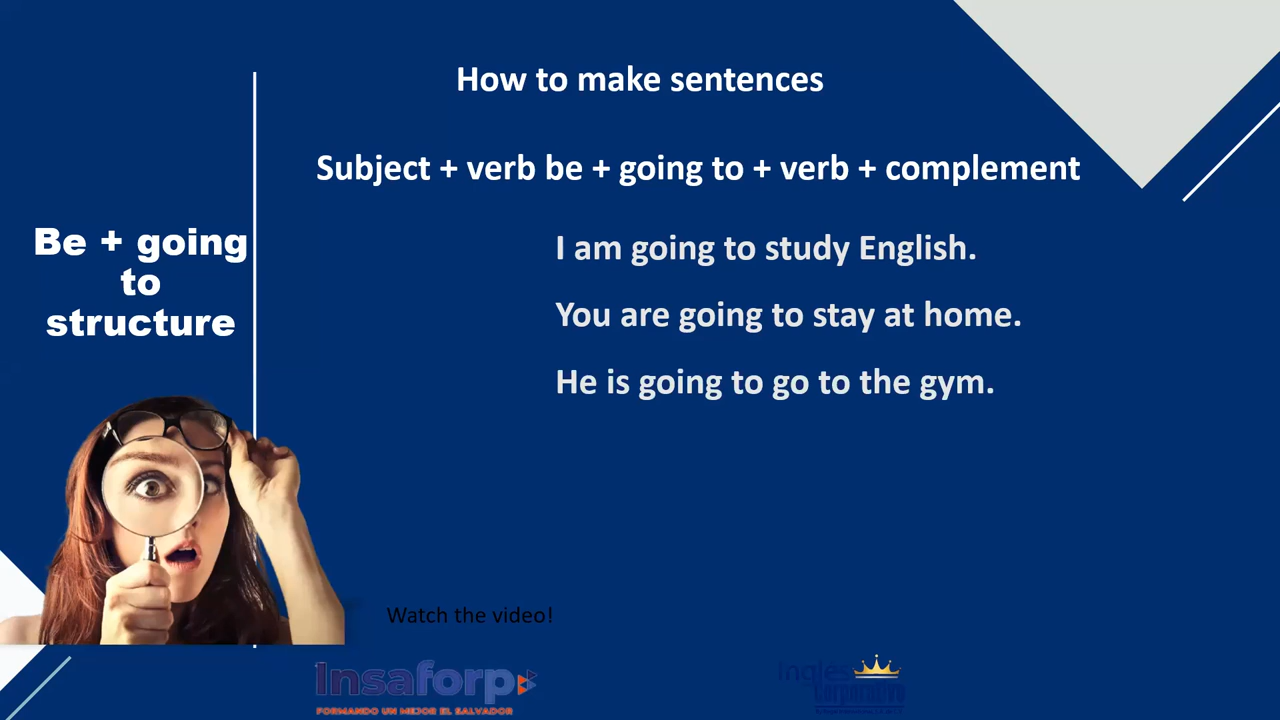 How to make sentences
Subject + verb be + going to + verb + complement
Be + going
to
structure
I am going to study English.
You are going to stay at home.
He is going to go to the gym.
Watch the video!
Insaforp
FORMANDO UN MEJOR EL SALVADOR
Ingles
Corporativo